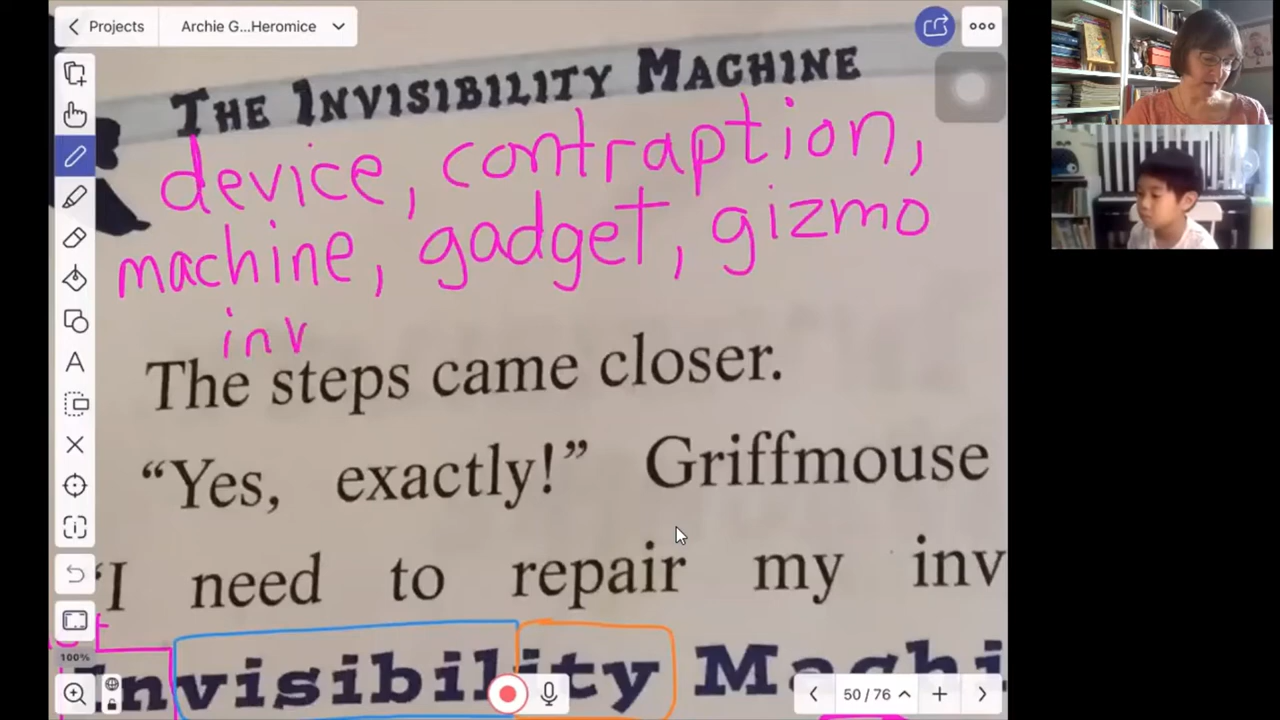 Projects
Archie G...Heromice
THE INVISIBILITY MACHINE
device, contraption,
machine, gadget, gizmo
inv
The steps came closer.
“Yes, exactly!” Griffmouse
“I need to repair my inv
Invisibility Machi
100%
50 / 76